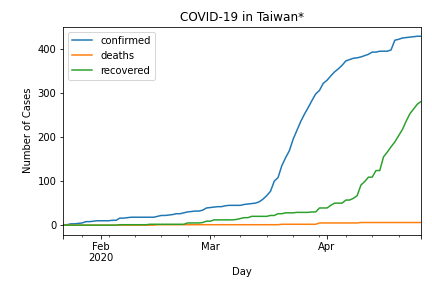 COVID-19 in Taiwan*
confirmed
deaths
recovered
Number of Cases
400
300
200
100
0
Feb
2020
Mar
Apr
Day